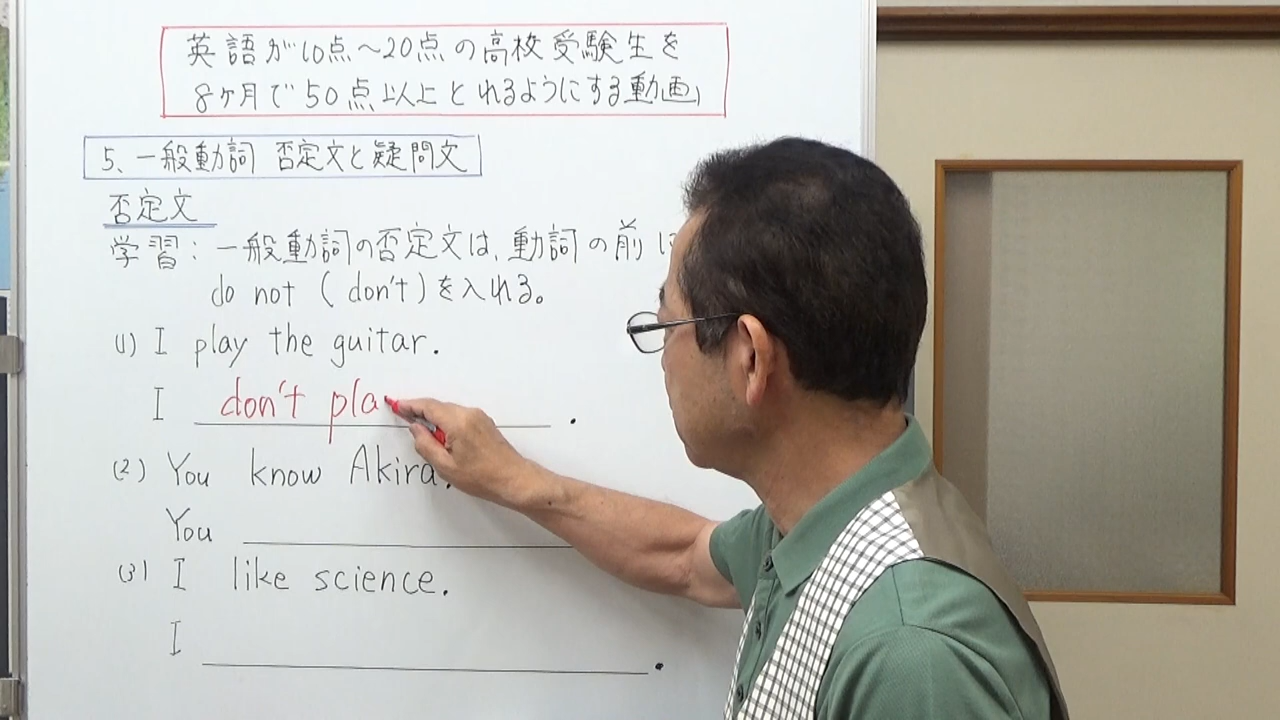 英語が10点～20点の高校受験生を
8ヶ月で50点以上とれるようにする動画」
5、一般動詞 否定文と疑問文
否定文
学習：一般動詞の否定文は、動詞の前に
do not (don't)を入れる。
(1) I play the guitar.
I don't pla .
(2) You know Akira.
You
(3) I like science.
I .